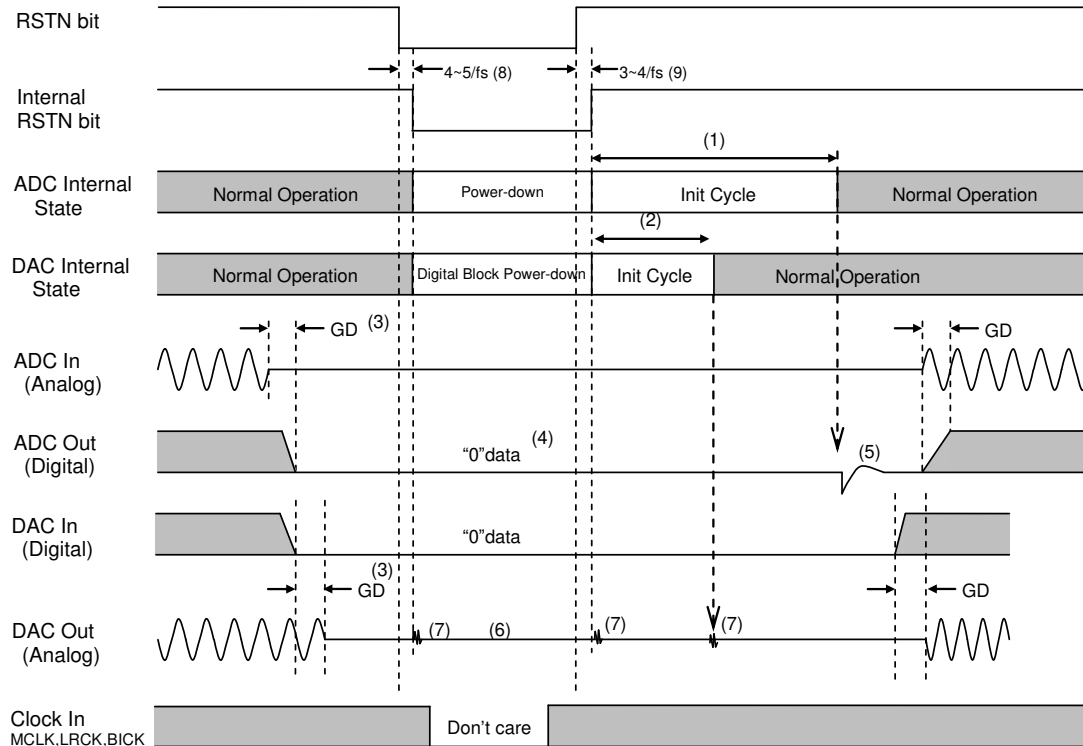 RSTN bit
4~5/fs (8)
3~4/fs (9)
Internal
RSTN bit
(1)
ADC Internal
State
Normal Operation
Power-down
Init Cycle
Normal Operation
(2)
DAC Internal
State
Normal Operation
Digital Block Power-down
Init Cycle
Normal Operation
GD (3)
GD
ADC In
(Analog)
ADC Out
(Digital)
“0”data (4)
(5)
DAC In
(Digital)
“0”data
(3)
GD
GD
DAC Out
(Analog)
(7)
(6)
(7)
(7)
Clock In
MCLK,LRCK,BICK
Don’t care